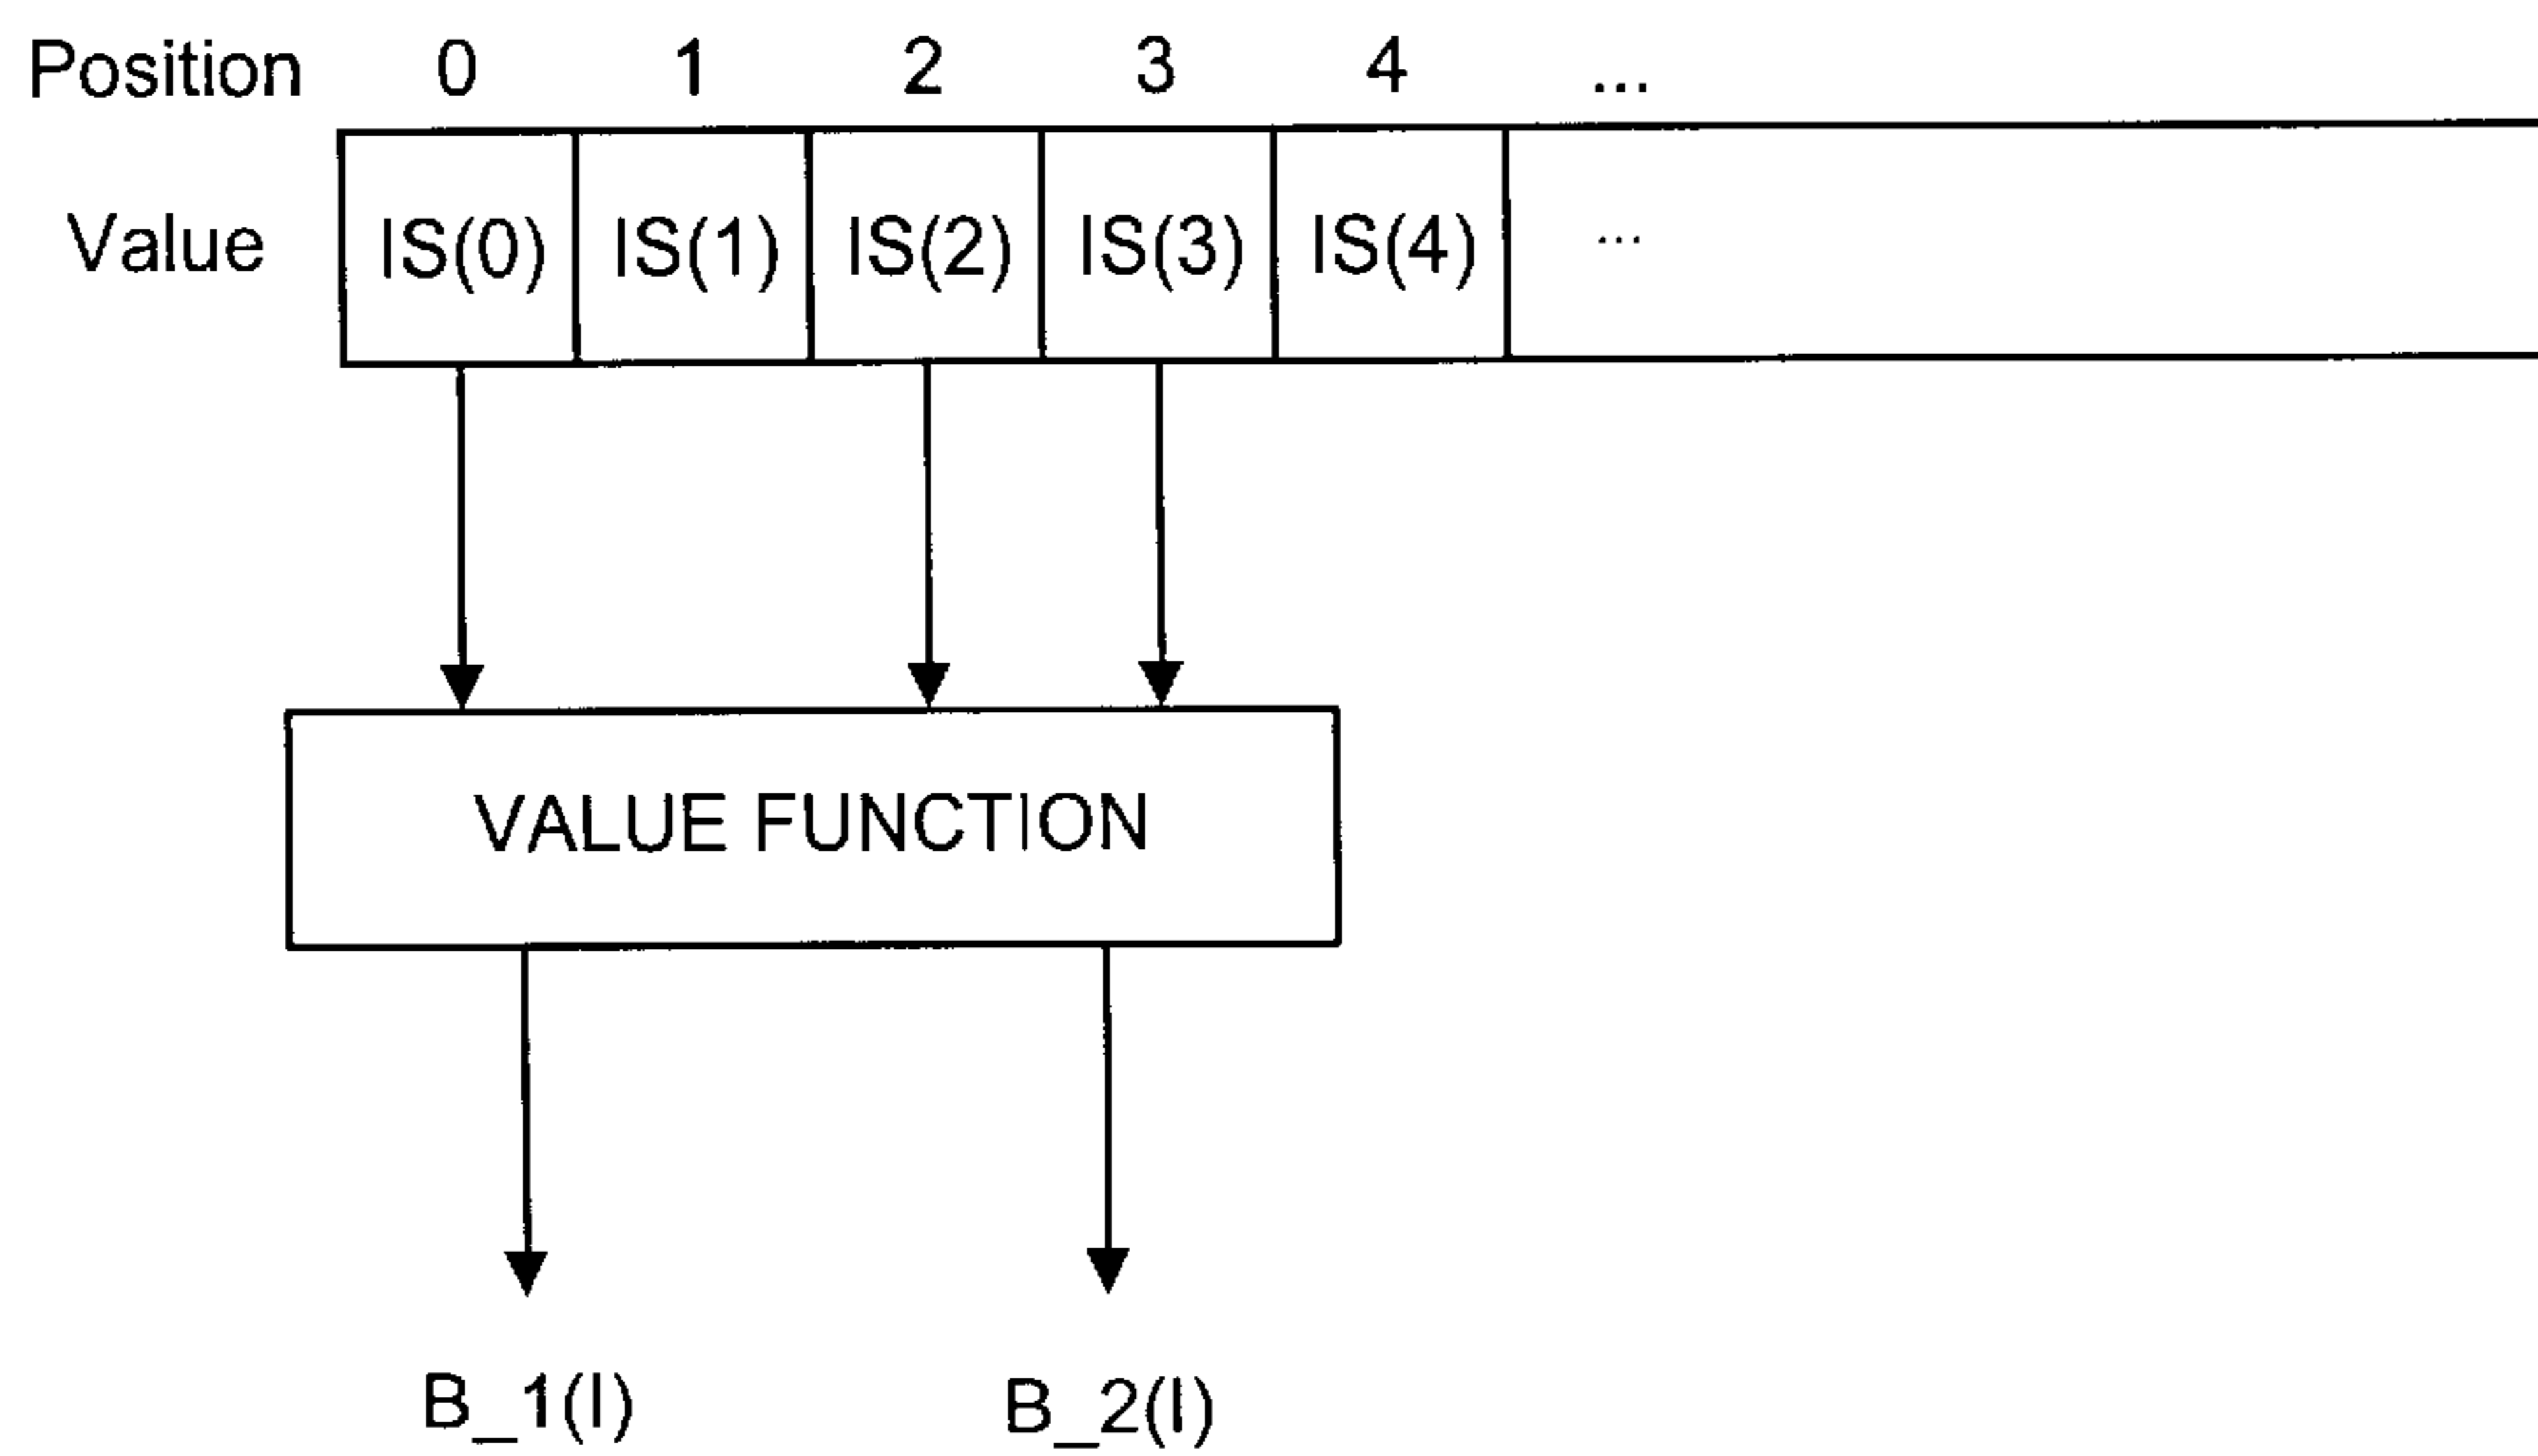 Position 0 1 2 3 4 ...
Value IS(0) IS(1) IS(2) IS(3) IS(4) ...
VALUE FUNCTION
B_1(I) B_2(I)